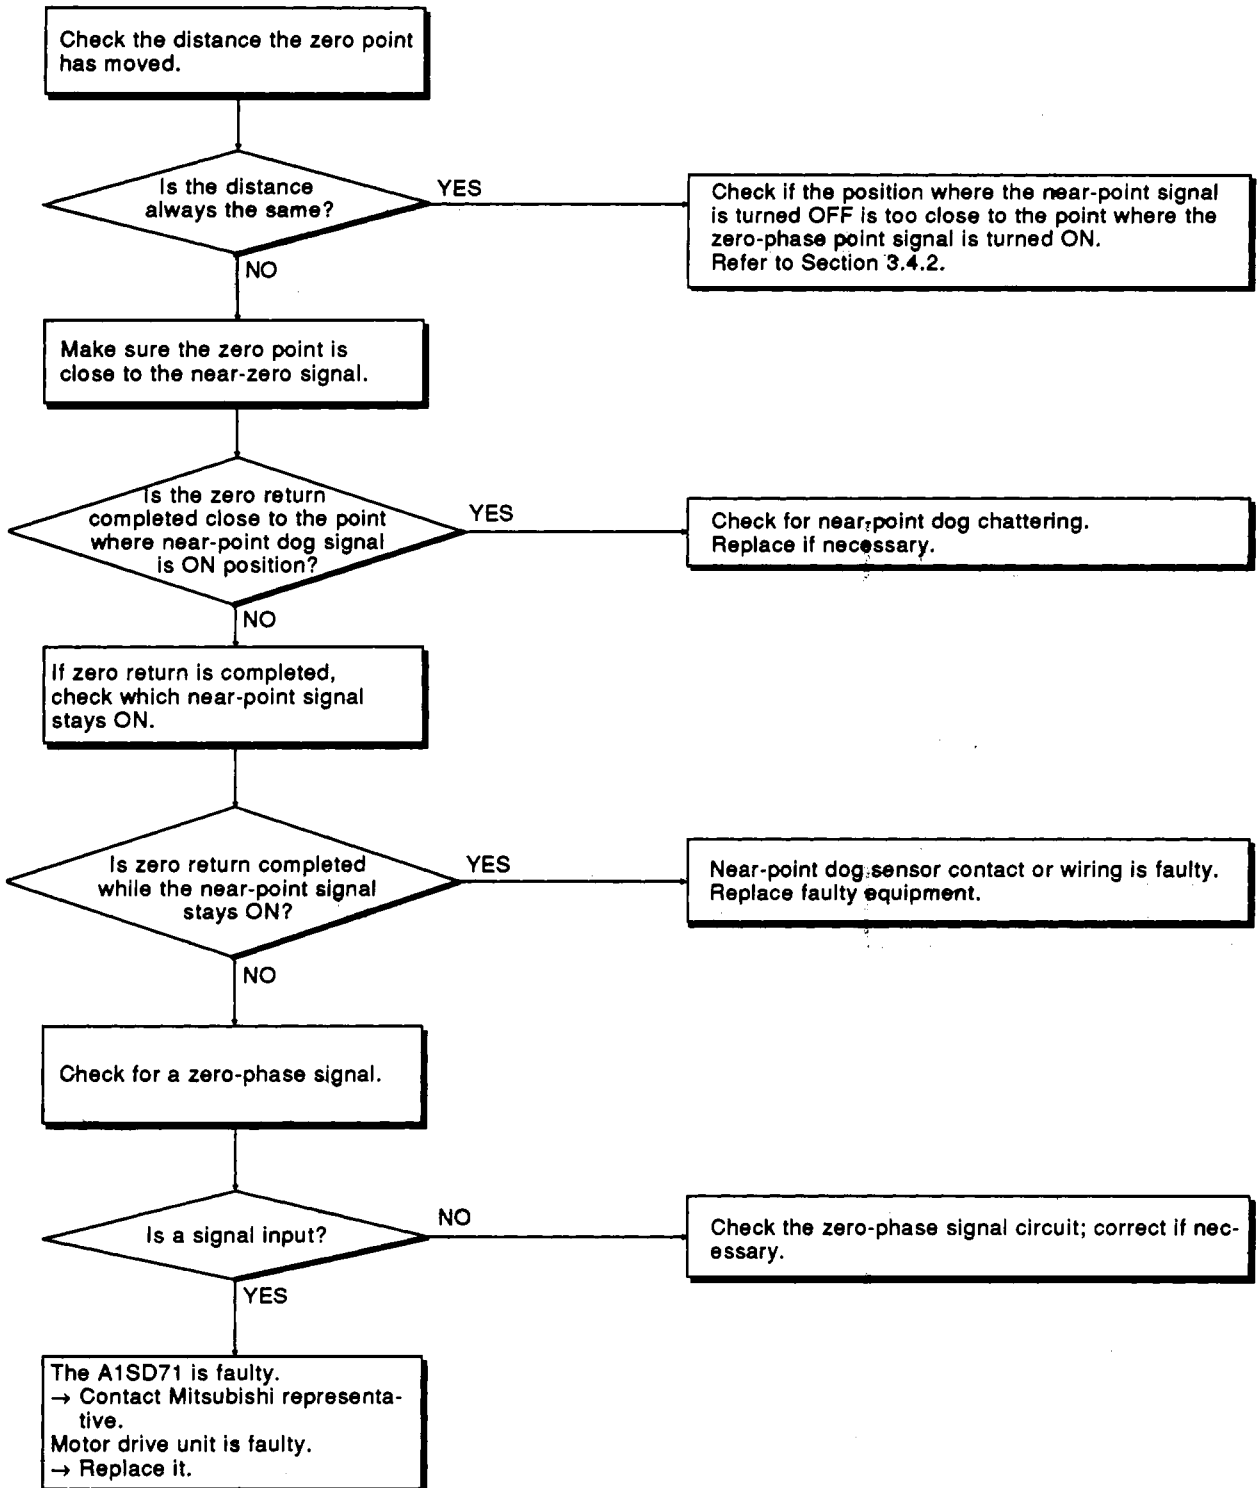 Check the distance the zero point
has moved.
Is the distance
always the same?
YES
Check if the position where the near-point signal
is turned OFF is too close to the point where the
zero-phase point signal is turned ON.
Refer to Section 3.4.2.
NO
Make sure the zero point is
close to the near-zero signal.
Is the zero return
completed close to the point
where near-point dog signal
is ON position?
YES
Check for near-point dog chattering.
Replace if necessary.
NO
If zero return is completed,
check which near-point signal
stays ON.
Is zero return completed
while the near-point signal
stays ON?
YES
Near-point dog sensor contact or wiring is faulty.
Replace faulty equipment.
NO
Check for a zero-phase signal.
Is a signal input?
NO
Check the zero-phase signal circuit; correct if nec-
essary.
YES
The A1SD71 is faulty.
→ Contact Mitsubishi representa-
tive.
Motor drive unit is faulty.
→ Replace it.